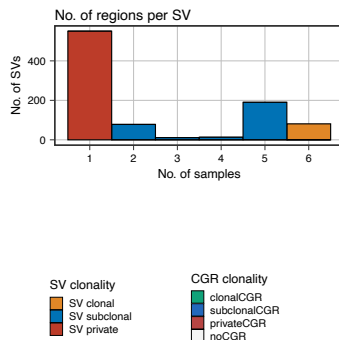 No. of regions per SV
No. of SVs
400
200
0
1 2 3 4 5 6
No. of samples
SV clonality
SV clonal
SV subclonal
SV private
CGR clonality
clonalCGR
subclonalCGR
privateCGR
noCGR